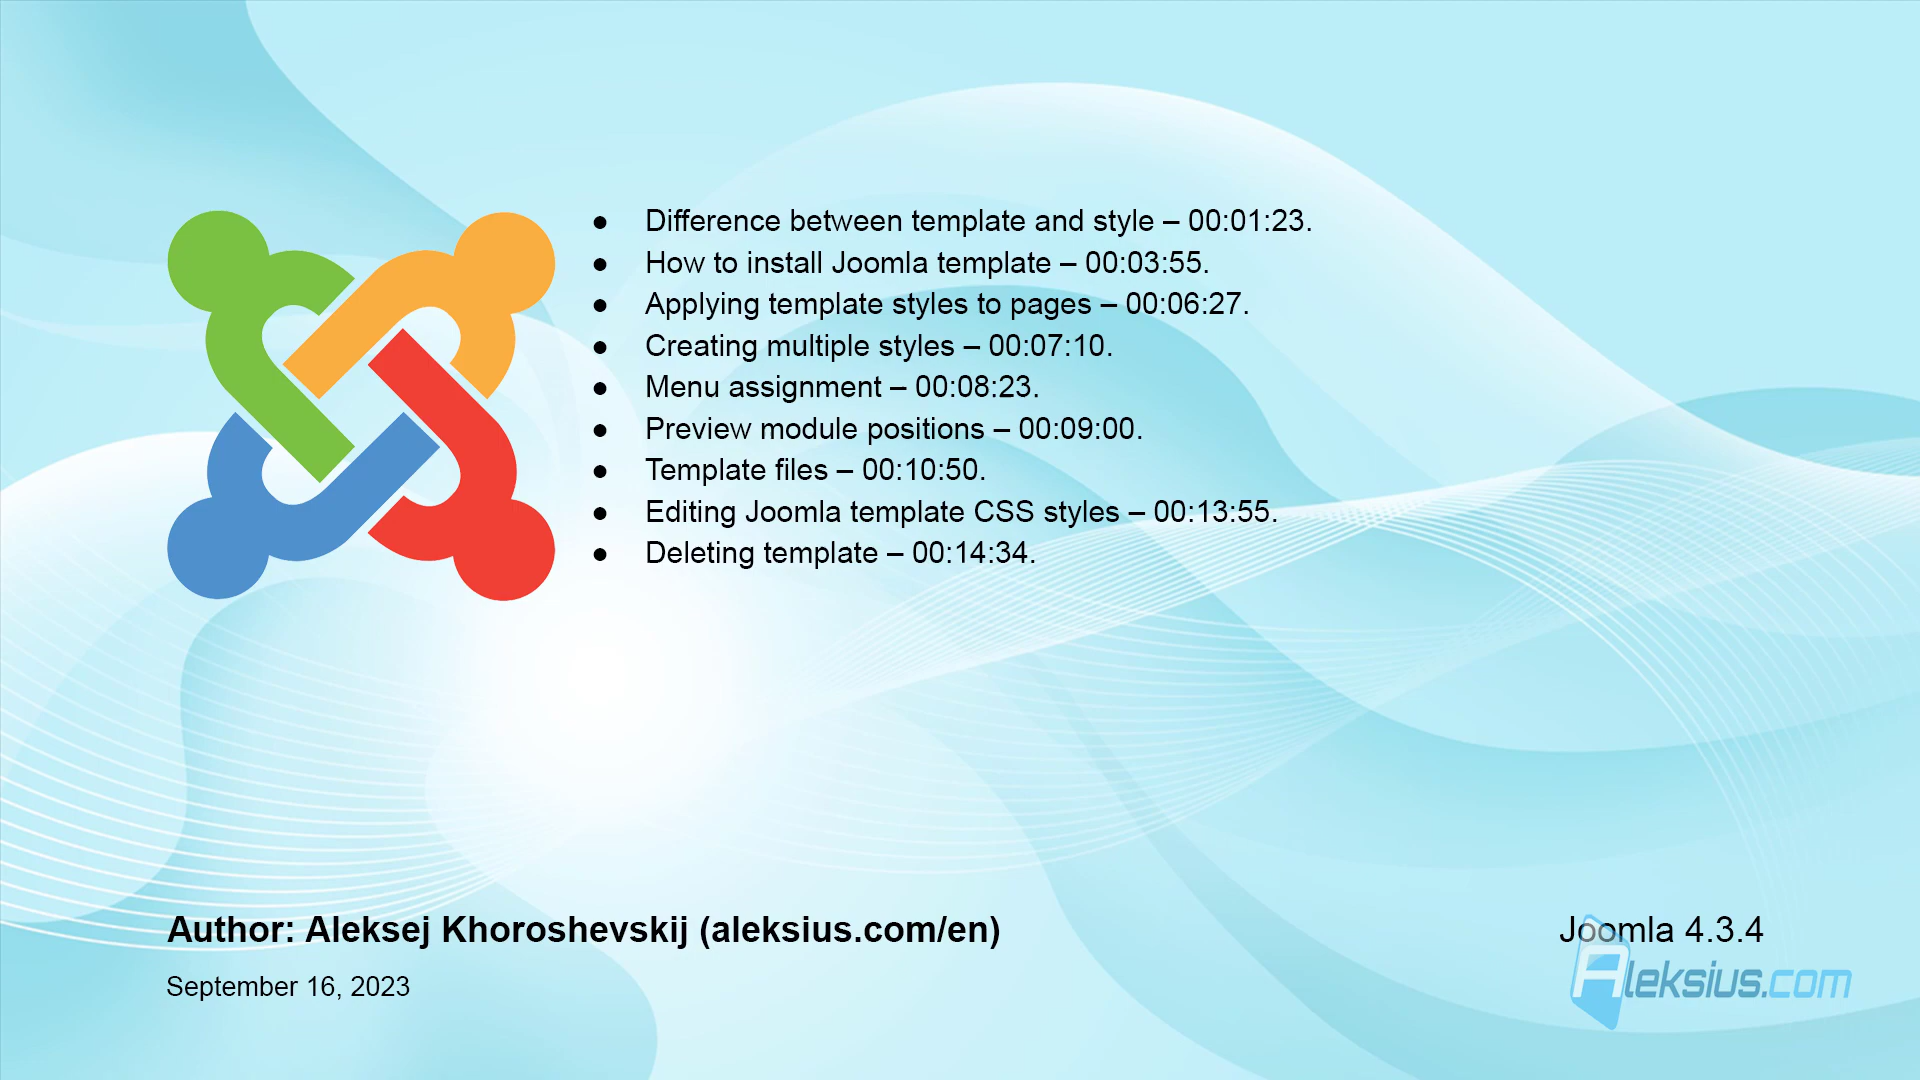 ● Difference between template and style – 00:01:23.
● How to install Joomla template – 00:03:55.
● Applying template styles to pages – 00:06:27.
● Creating multiple styles – 00:07:10.
● Menu assignment – 00:08:23.
● Preview module positions – 00:09:00.
● Template files – 00:10:50.
● Editing Joomla template CSS styles – 00:13:55.
● Deleting template – 00:14:34.
Author: Aleksej Khoroshevskij (aleksius.com/en)
Joomla 4.3.4
September 16, 2023
Aleksius.com